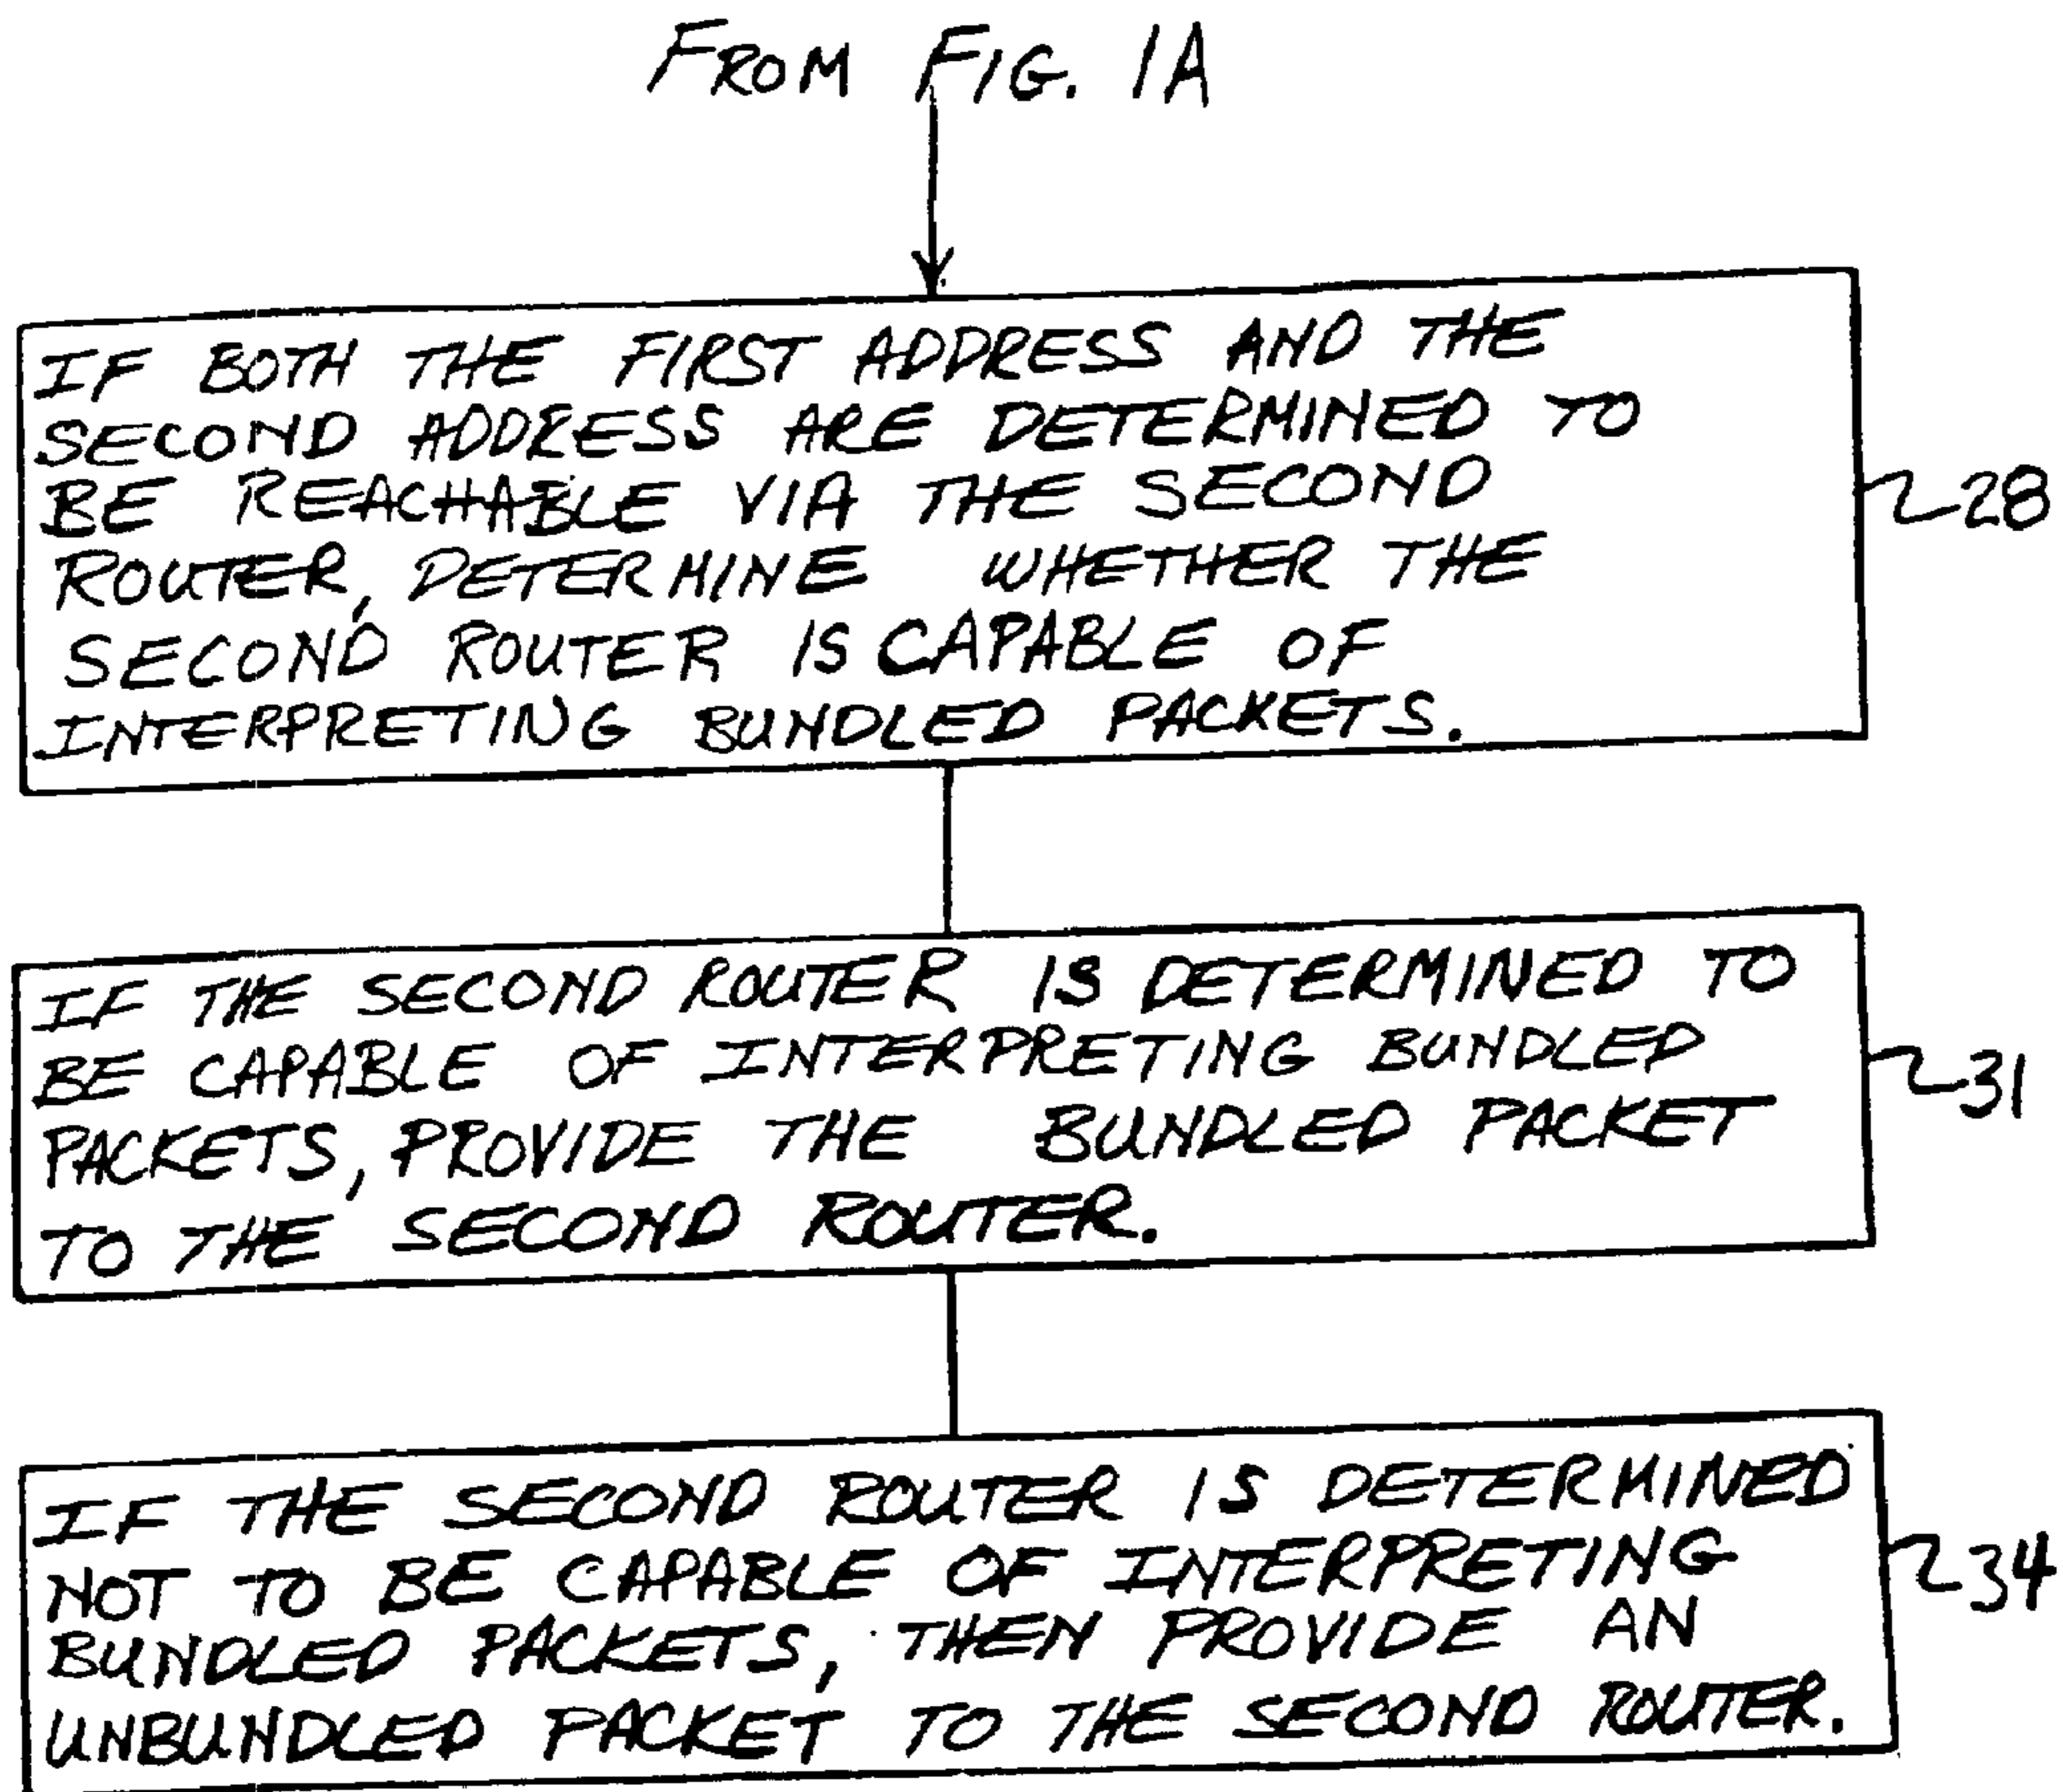 FROM FIG. 1A
IF BOTH THE FIRST ADDRESS AND THE
SECOND ADDRESS ARE DETERMINED TO
BE REACHABLE VIA THE SECOND
ROUTER, DETERMINE WHETHER THE
SECOND ROUTER IS CAPABLE OF
INTERPRETING BUNDLED PACKETS.
28
IF THE SECOND ROUTER IS DETERMINED TO
BE CAPABLE OF INTERPRETING BUNDLED
PACKETS, PROVIDE THE BUNDLED PACKET
TO THE SECOND ROUTER.
31
IF THE SECOND ROUTER IS DETERMINED
NOT TO BE CAPABLE OF INTERPRETING
BUNDLED PACKETS, THEN PROVIDE AN
UNBUNDLED PACKET TO THE SECOND ROUTER.
34